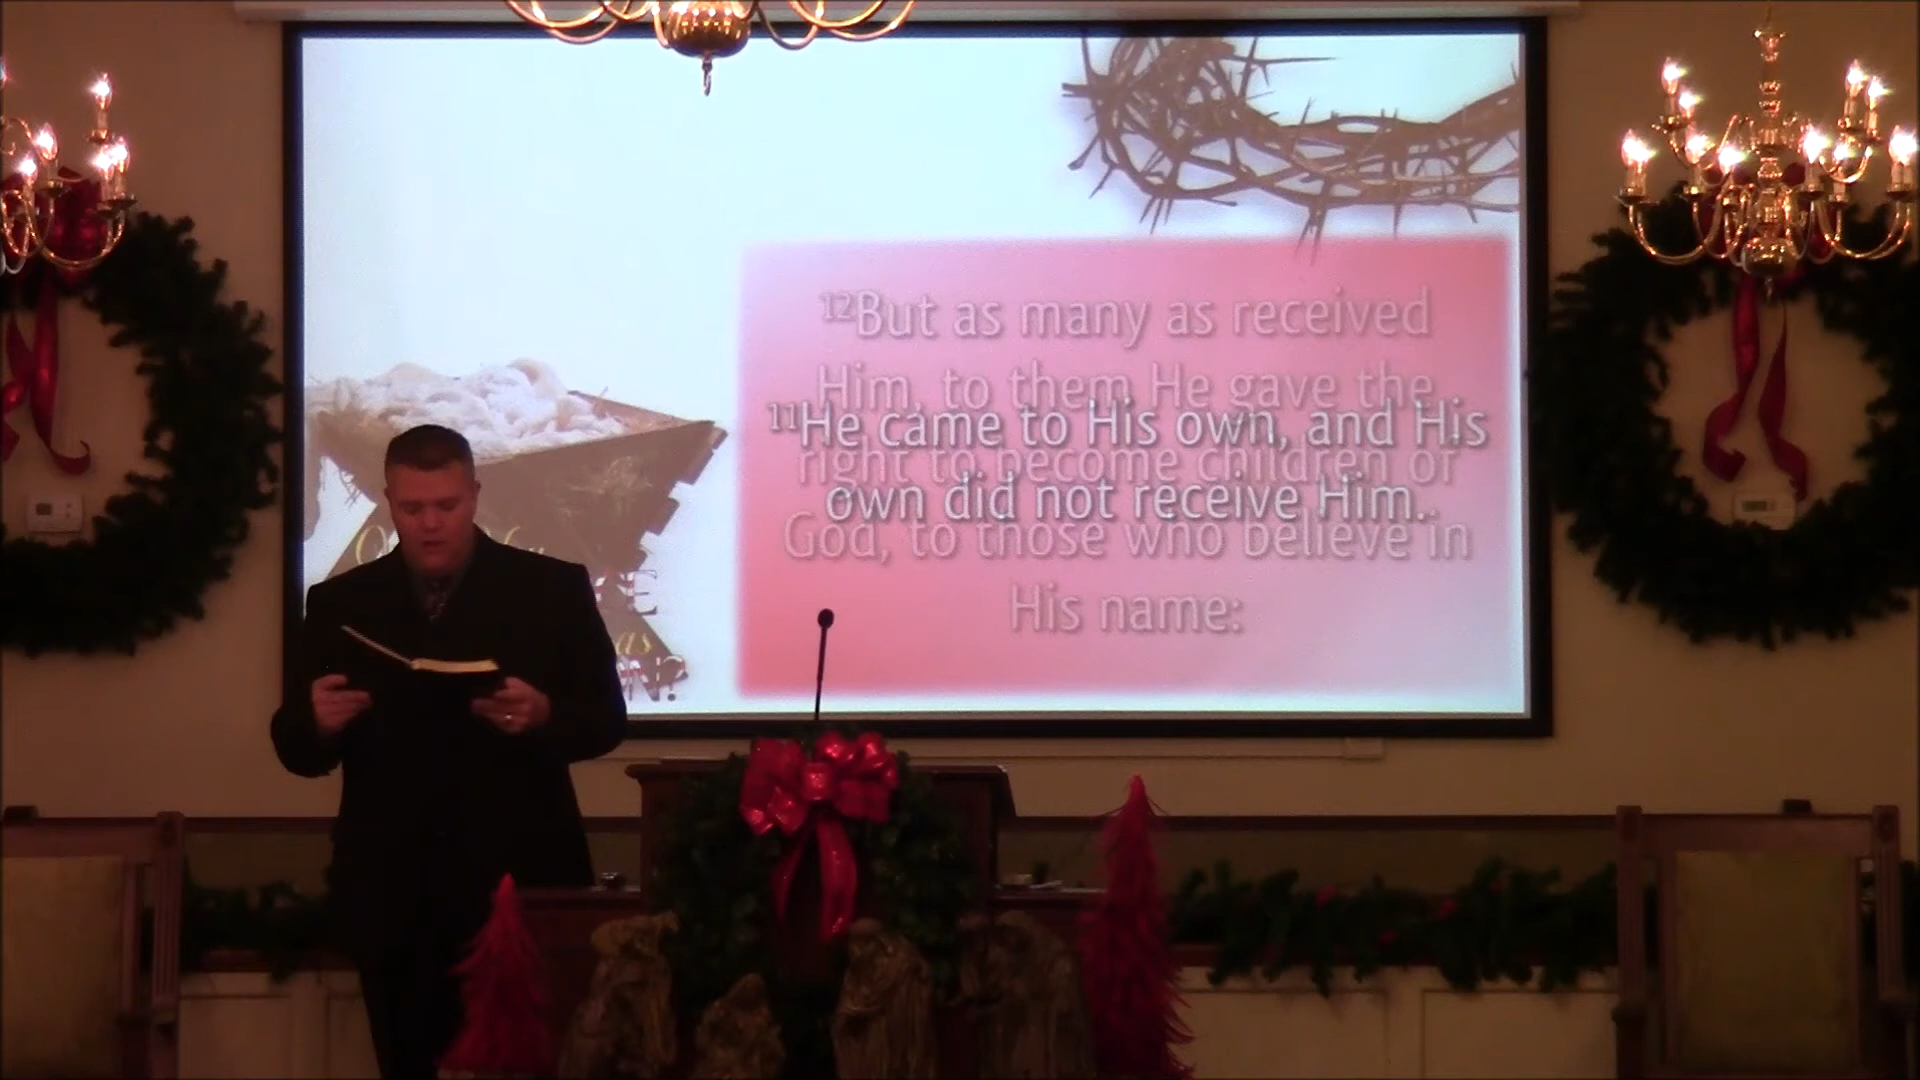 ¹²But as many as received
Him, to them He gave the
right to become children of
God, to those who believe in
His name:
¹¹He came to His own, and His
own did not receive Him.